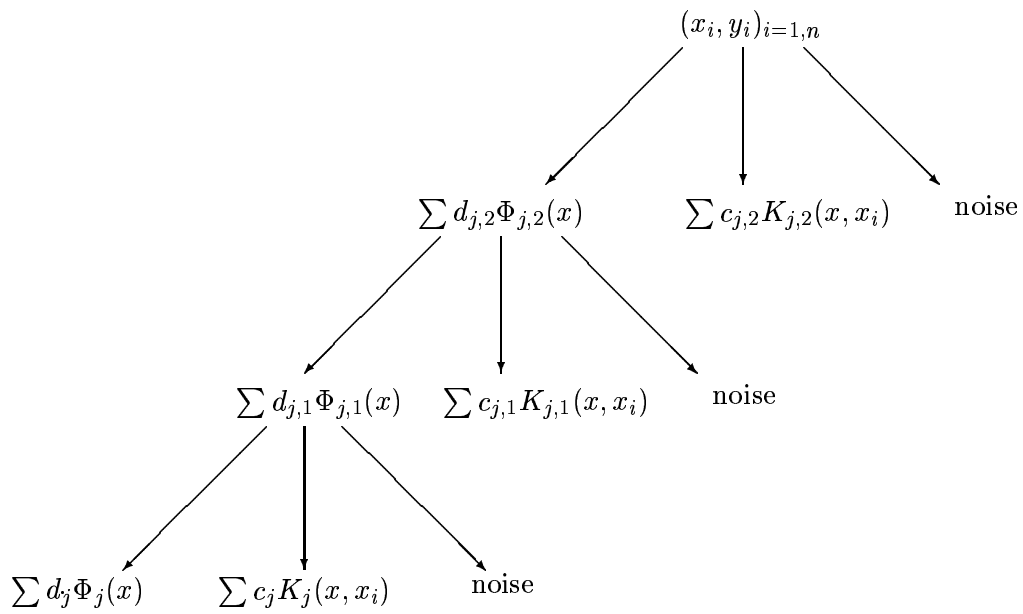 (x_i, y_i)_{i=1,n}
∑ d_{j,2}Φ_{j,2}(x) ∑ c_{j,2}K_{j,2}(x, x_i) noise
∑ d_{j,1}Φ_{j,1}(x) ∑ c_{j,1}K_{j,1}(x, x_i) noise
∑ d_jΦ_j(x) ∑ c_jK_j(x, x_i) noise